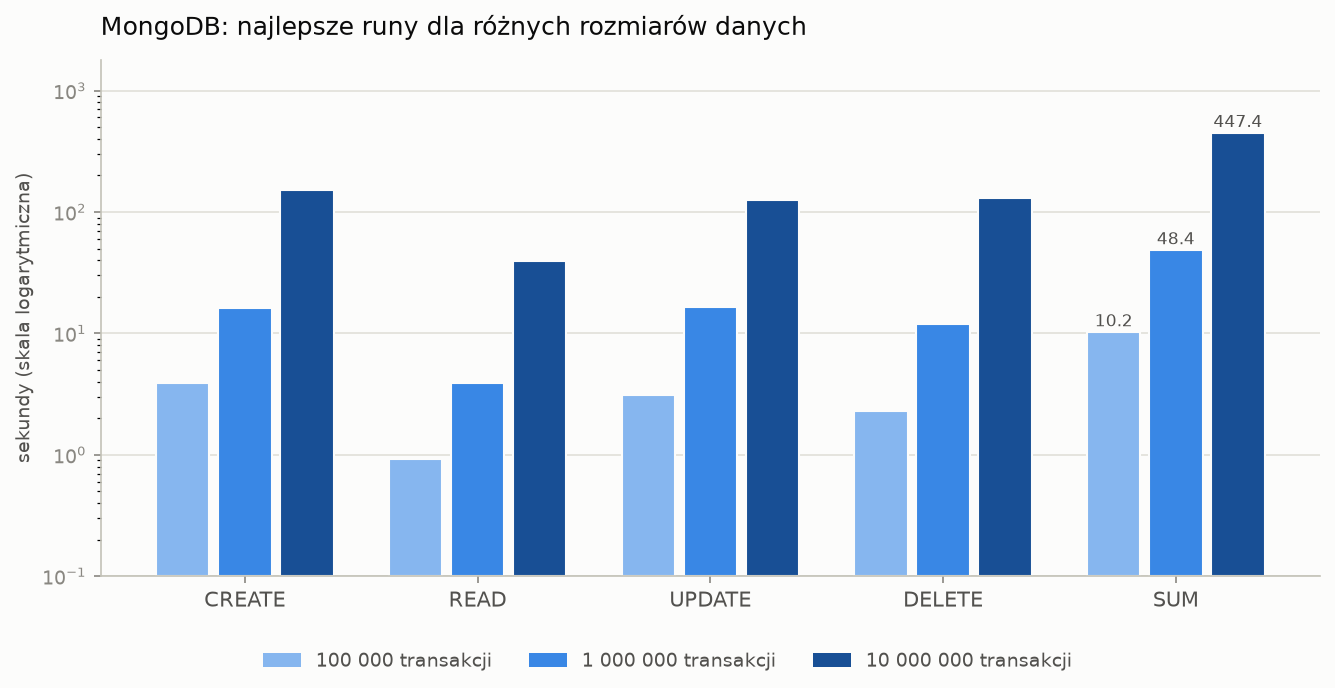 MongoDB: najlepsze runy dla różnych rozmiarów danych
sekundy (skala logarytmiczna)
10³
10²
10¹
10⁰
10⁻¹
447.4
48.4
10.2
CREATE READ UPDATE DELETE SUM
100 000 transakcji 1 000 000 transakcji 10 000 000 transakcji